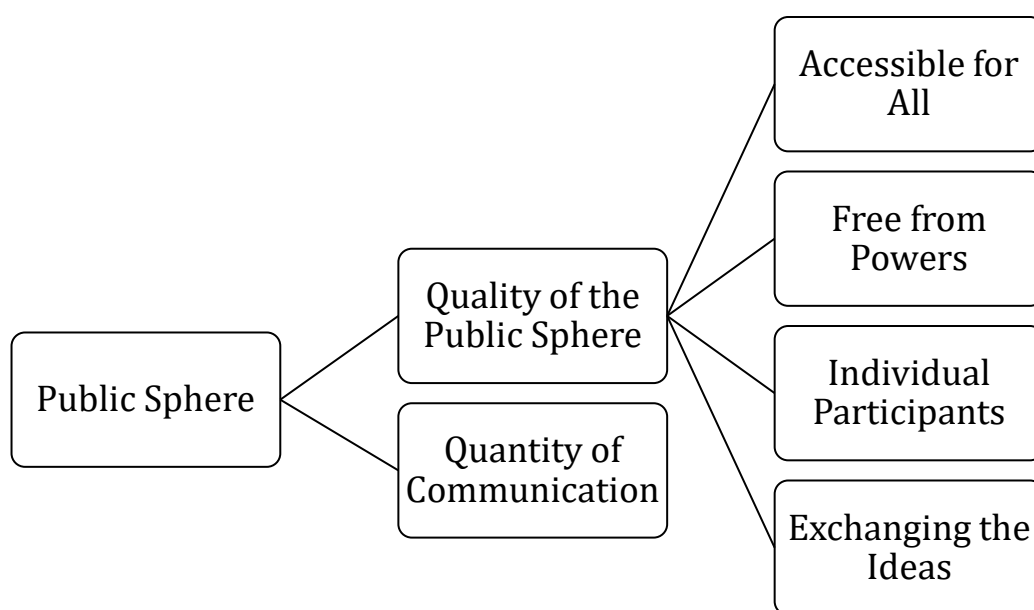 Public Sphere
Quality of the
Public Sphere
Quantity of
Communication
Accessible for
All
Free from
Powers
Individual
Participants
Exchanging the
Ideas